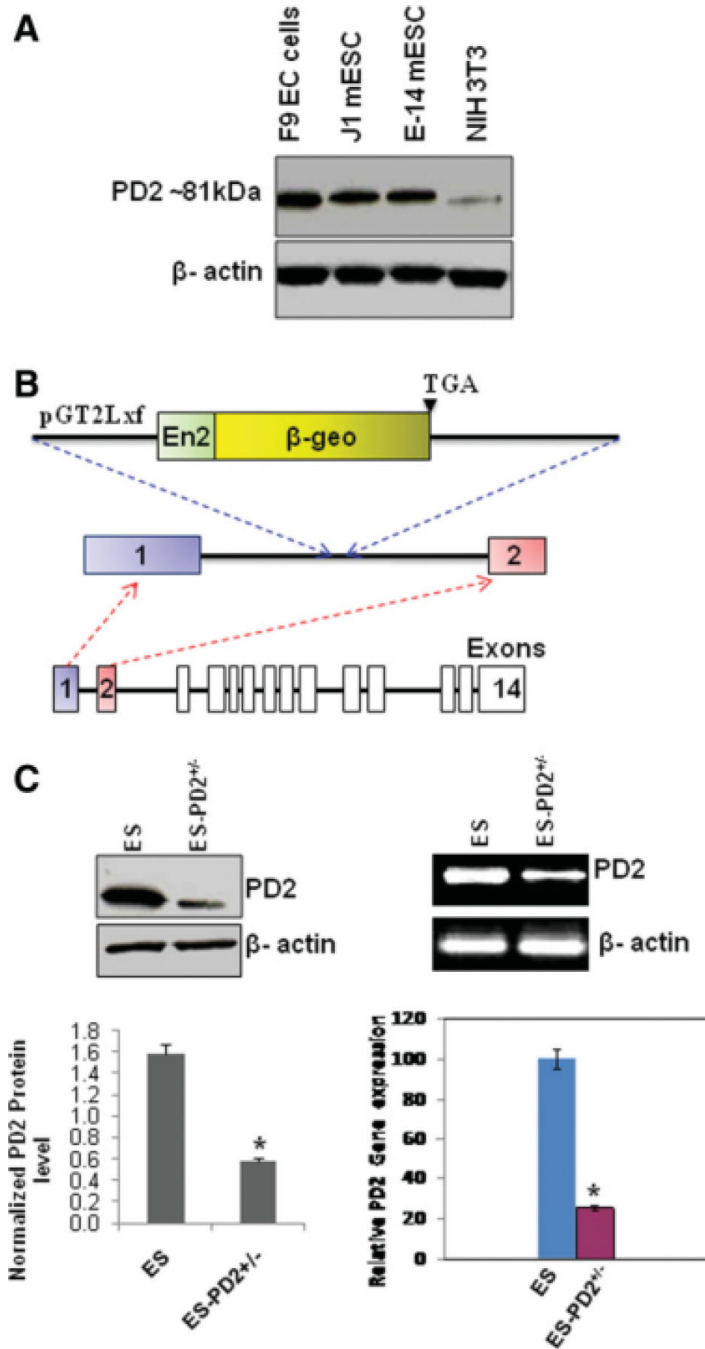 A
F9 EC cells
J1 mESC
E-14 mESC
NIH 3T3
PD2 ~81kDa
β- actin
B
pGT2Lxf
TGA
En2
β-geo
1
2
Exons
1
2
14
C
ES
ES-PD2+/-
PD2
β- actin
ES
ES-PD2+/-
PD2
β- actin
Normalized PD2 Protein
level
1.8
1.6
1.4
1.2
1.0
0.8
0.6
0.4
0.2
0.0
*
ES
ES-PD2+/-
Relative PD2 Gene expression
120
100
80
60
40
20
0
*
ES
ES-PD2+/-